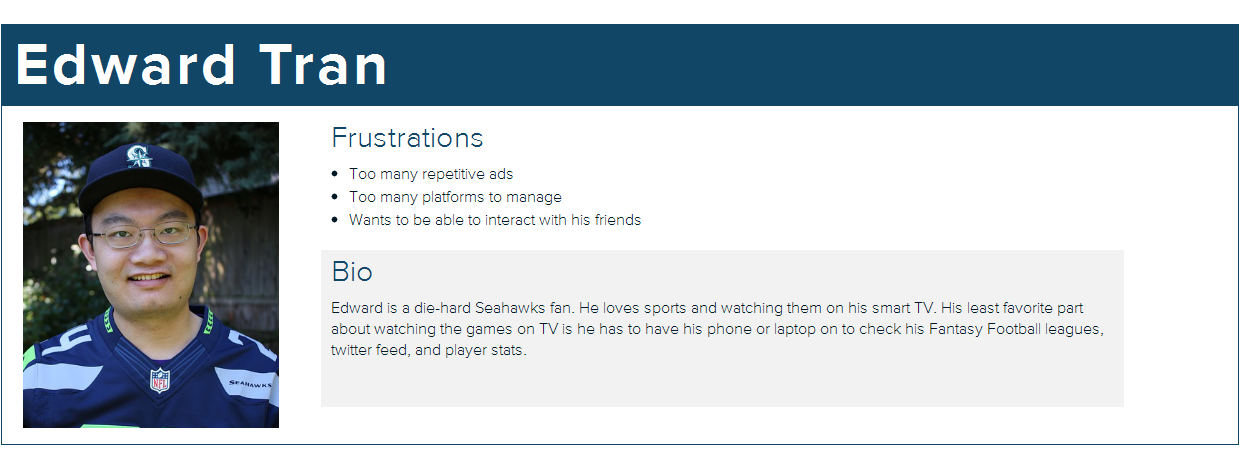 Edward Tran
Frustrations
Too many repetitive ads
Too many platforms to manage
Wants to be able to interact with his friends
Bio
Edward is a die-hard Seahawks fan. He loves sports and watching them on his smart TV. His least favorite part
about watching the games on TV is he has to have his phone or laptop on to check his Fantasy Football leagues,
twitter feed, and player stats.
S
24
NFL
SEAHAWKS